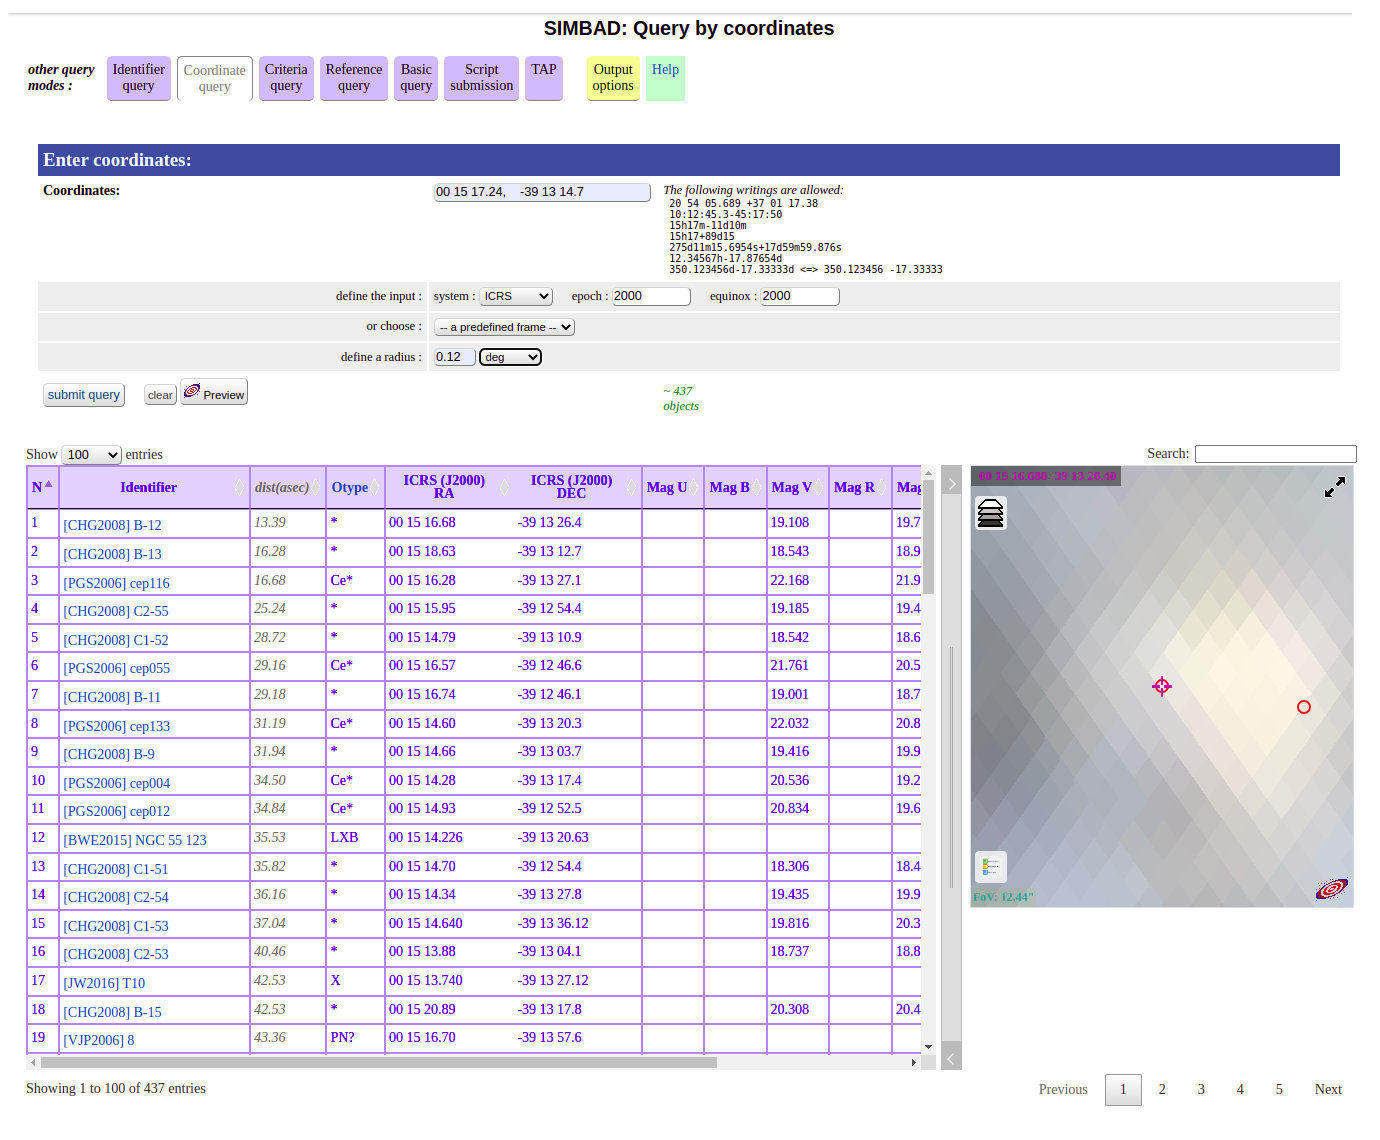 SIMBAD: Query by coordinates
other query modes :
Identifier query
Coordinate query
Criteria query
Reference query
Basic query
Script submission
TAP
Output options
Help
Enter coordinates:
Coordinates:
00 15 17.24, -39 13 14.7
The following writings are allowed:
20 54 05.689 +37 01 17.38
10:12:45.3-45:17:50
15h17m-11d10m
15h17+89d15
275d11m15.6954s+17d59m59.876s
12.34567h-17.87654d
350.123456d-17.33333d <=> 350.123456 -17.33333
define the input : system : ICRS epoch : 2000 equinox : 2000
or choose : -- a predefined frame --
define a radius : 0.12 deg
submit query clear Preview
~ 437
objects
Show 100 entries
Search:
N Identifier dist(asec) Otype ICRS (J2000) RA ICRS (J2000) DEC Mag U Mag B Mag V Mag R Mag
1 [CHG2008] B-12 13.39 * 00 15 16.68 -39 13 26.4 19.108 19.7
2 [CHG2008] B-13 16.28 * 00 15 18.63 -39 13 12.7 18.543 18.9
3 [PGS2006] cep116 16.68 Ce* 00 15 16.28 -39 13 27.1 22.168 21.9
4 [CHG2008] C2-55 25.24 * 00 15 15.95 -39 12 54.4 19.185 19.4
5 [CHG2008] C1-52 28.72 * 00 15 14.79 -39 13 10.9 18.542 18.6
6 [PGS2006] cep055 29.16 Ce* 00 15 16.57 -39 12 46.6 21.761 20.5
7 [CHG2008] B-11 29.18 * 00 15 16.74 -39 12 46.1 19.001 18.7
8 [PGS2006] cep133 31.19 Ce* 00 15 14.60 -39 13 20.3 22.032 20.8
9 [CHG2008] B-9 31.94 * 00 15 14.66 -39 13 03.7 19.416 19.9
10 [PGS2006] cep004 34.50 Ce* 00 15 14.28 -39 13 17.4 20.536 19.2
11 [PGS2006] cep012 34.84 Ce* 00 15 14.93 -39 12 52.5 20.834 19.6
12 [BWE2015] NGC 55 123 35.53 LXB 00 15 14.226 -39 13 20.63
13 [CHG2008] C1-51 35.82 * 00 15 14.70 -39 12 54.4 18.306 18.4
14 [CHG2008] C2-54 36.16 * 00 15 14.34 -39 13 27.8 19.435 19.9
15 [CHG2008] C1-53 37.04 * 00 15 14.640 -39 13 36.12 19.816 20.3
16 [CHG2008] C2-53 40.46 * 00 15 13.88 -39 13 04.1 18.737 18.8
17 [JW2016] T10 42.53 X 00 15 13.740 -39 13 27.12
18 [CHG2008] B-15 42.53 * 00 15 20.89 -39 13 17.8 20.308 20.4
19 [VJP2006] 8 43.36 PN? 00 15 16.70 -39 13 57.6
00 15 16.680 -39 13 26.40
FoV: 12.44"
Showing 1 to 100 of 437 entries
Previous 1 2 3 4 5 Next